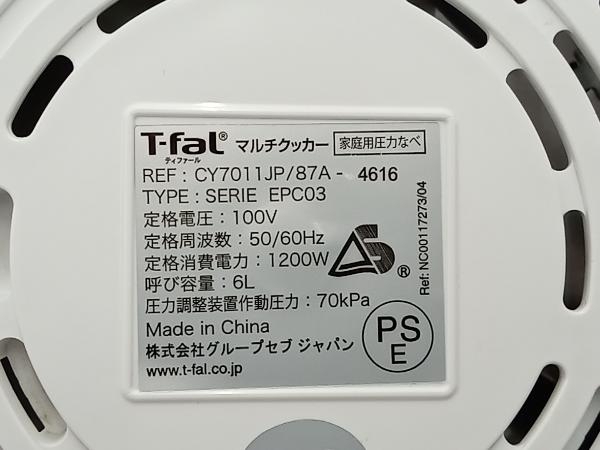 T-fal® マルチクッカー 家庭用圧力なべ
ティファール
REF : CY7011JP/87A - 4616
TYPE : SERIE EPC03
定格電圧 : 100V
定格周波数 : 50/60Hz
定格消費電力 : 1200W
呼び容量 : 6L
圧力調整装置作動圧力 : 70kPa
Made in China
株式会社グループセブ ジャパン
www.t-fal.co.jp
S ®
PS
E
Ref: NC00117273/04